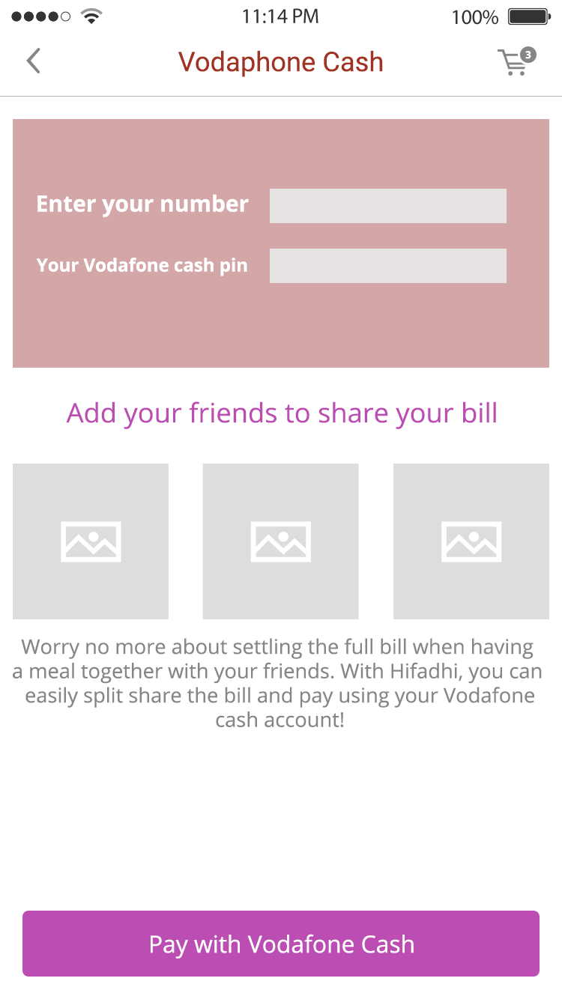 11:14 PM 100%
Vodaphone Cash 3
Enter your number
Your Vodafone cash pin
Add your friends to share your bill
Worry no more about settling the full bill when having
a meal together with your friends. With Hifadhi, you can
easily split share the bill and pay using your Vodafone
cash account!
Pay with Vodafone Cash